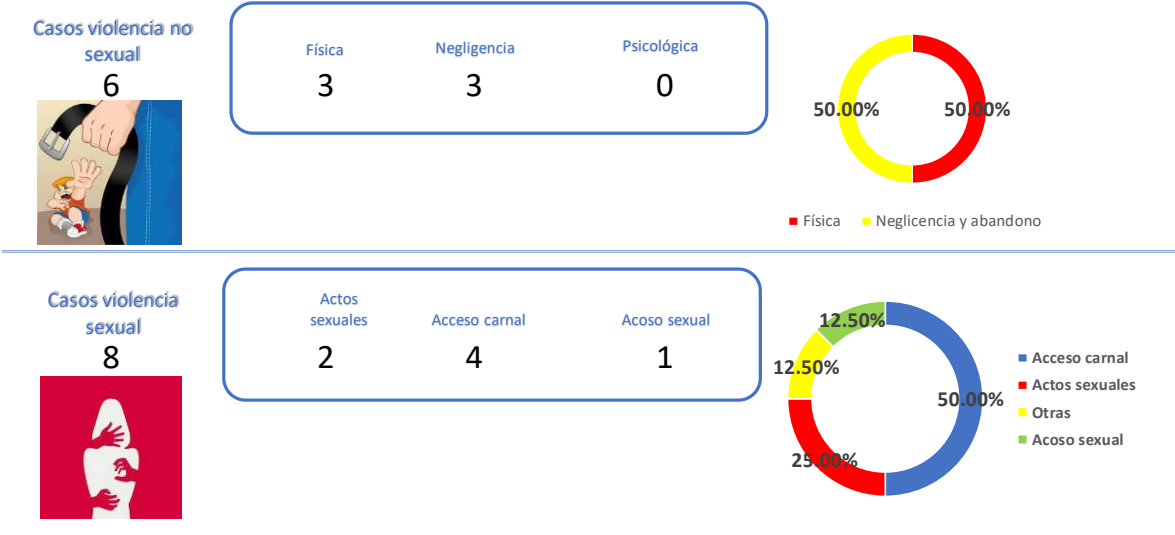 Casos violencia no
sexual
6
Física
3
Negligencia
3
Psicológica
0
50.00%
50.00%
Física
Neglicencia y abandono
Casos violencia
sexual
8
Actos
sexuales
2
Acceso carnal
4
Acoso sexual
1
12.50%
12.50%
50.00%
25.00%
Acceso carnal
Actos sexuales
Otras
Acoso sexual